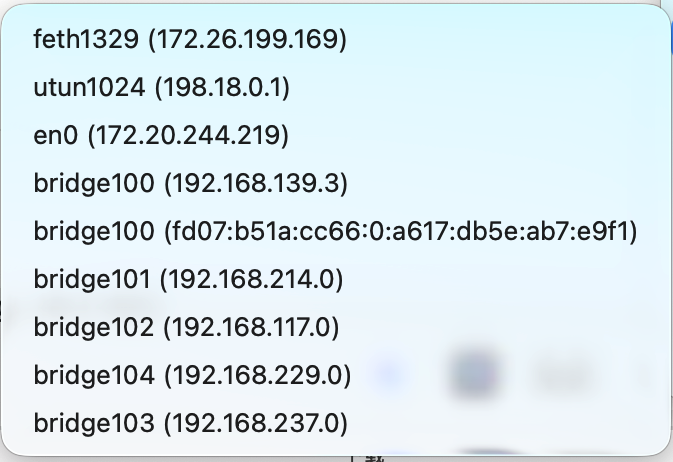 feth1329 (172.26.199.169)
utun1024 (198.18.0.1)
en0 (172.20.244.219)
bridge100 (192.168.139.3)
bridge100 (fd07:b51a:cc66:0:a617:db5e:ab7:e9f1)
bridge101 (192.168.214.0)
bridge102 (192.168.117.0)
bridge104 (192.168.229.0)
bridge103 (192.168.237.0)